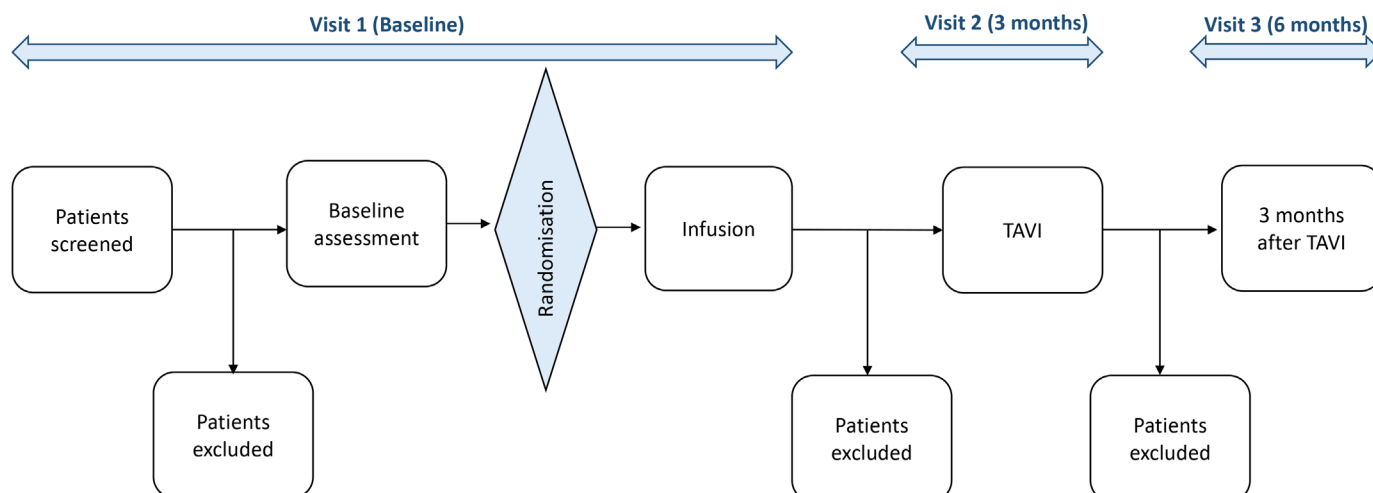 Visit 1 (Baseline)
Visit 2 (3 months)
Visit 3 (6 months)
Patients
screened
Baseline
assessment
Randomisation
Infusion
TAVI
3 months
after TAVI
Patients
excluded
Patients
excluded
Patients
excluded